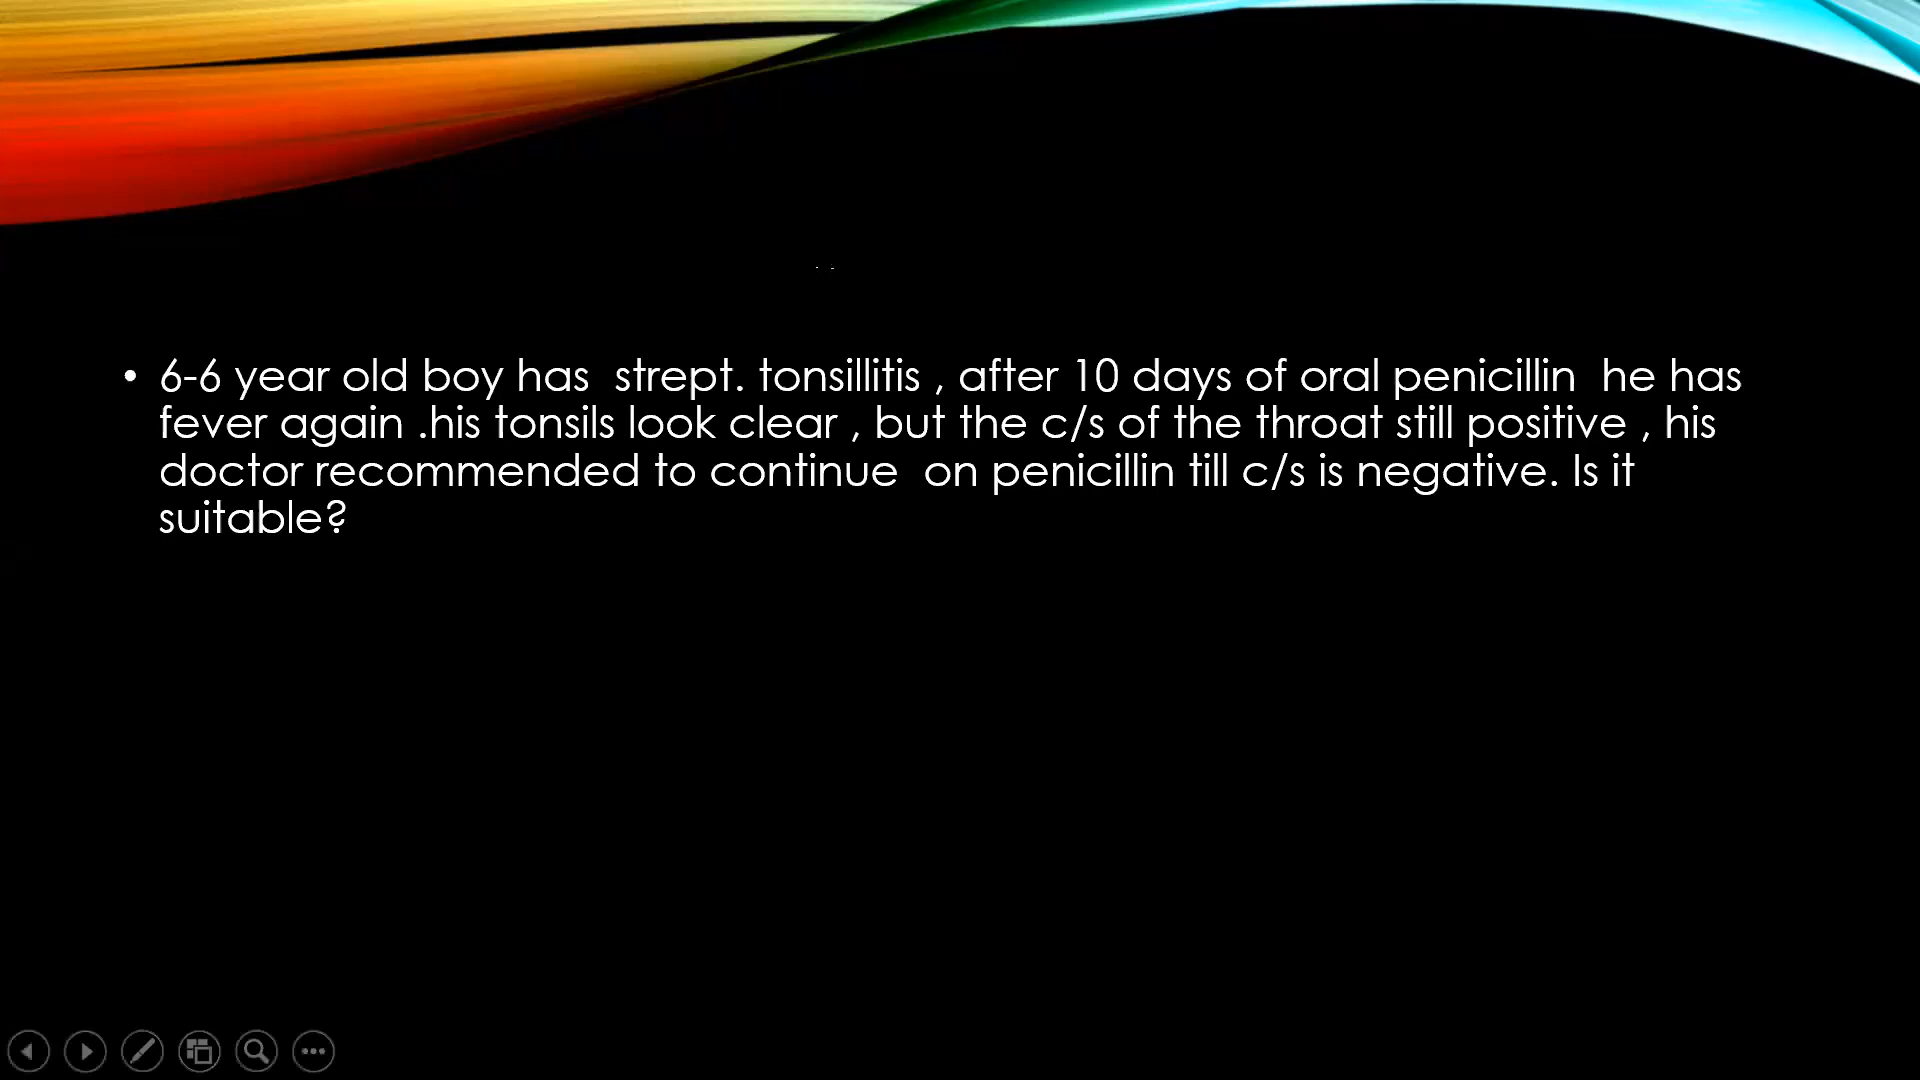 • 6-6 year old boy has strept. tonsillitis , after 10 days of oral penicillin he has
fever again .his tonsils look clear , but the c/s of the throat still positive , his
doctor recommended to continue on penicillin till c/s is negative. Is it
suitable?